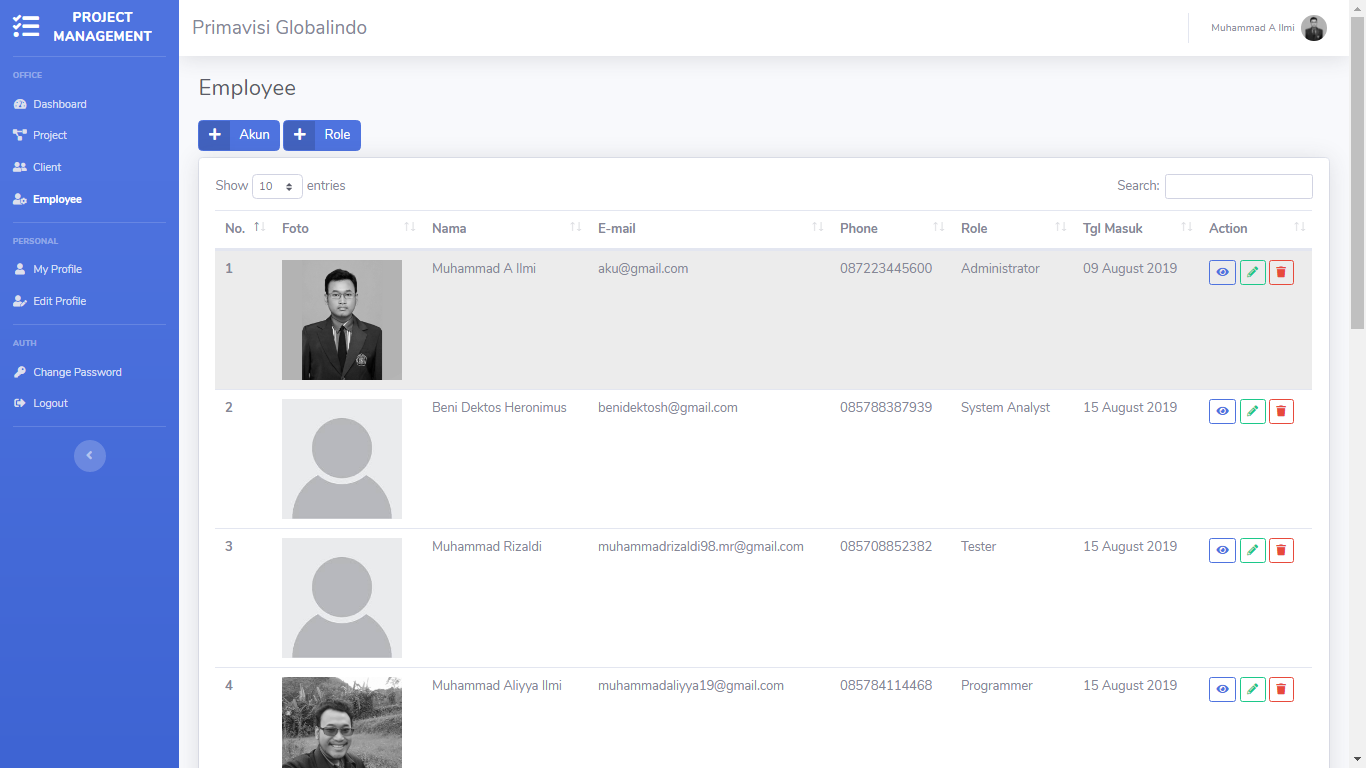 PROJECT
MANAGEMENT
OFFICE
Dashboard
Project
Client
Employee
PERSONAL
My Profile
Edit Profile
AUTH
Change Password
Logout
Primavisi Globalindo
Muhammad A Ilmi
Employee
Akun
Role
Show 10 entries
Search:
No. Foto Nama E-mail Phone Role Tgl Masuk Action
1 Muhammad A Ilmi aku@gmail.com 087223445600 Administrator 09 August 2019
2 Beni Dektos Heronimus benidektosh@gmail.com 085788387939 System Analyst 15 August 2019
3 Muhammad Rizaldi muhammadrizaldi98.mr@gmail.com 085708852382 Tester 15 August 2019
4 Muhammad Aliyya Ilmi muhammadaliyya19@gmail.com 085784114468 Programmer 15 August 2019